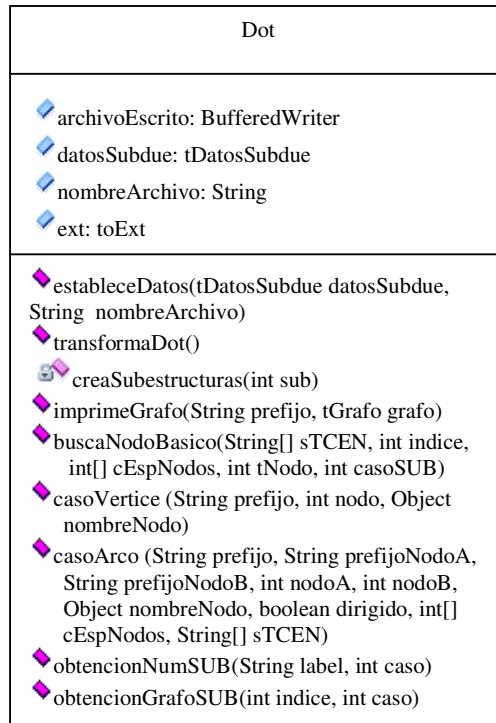 Dot
archivoEscrito: BufferedWriter
datosSubdue: tDatosSubdue
nombreArchivo: String
ext: toExt
estableceDatos(tDatosSubdue datosSubdue,
String nombreArchivo)
transformaDot()
creaSubestructuras(int sub)
imprimeGrafo(String prefijo, tGrafo grafo)
buscaNodoBasico(String[] sTCEN, int indice,
int[] cEspNodos, int tNodo, int casoSUB)
casoVertice (String prefijo, int nodo, Object
nombreNodo)
casoArco (String prefijo, String prefijoNodoA,
String prefijoNodoB, int nodoA, int nodoB,
Object nombreNodo, boolean dirigido, int[]
cEspNodos, String[] sTCEN)
obtencionNumSUB(String label, int caso)
obtencionGrafoSUB(int indice, int caso)